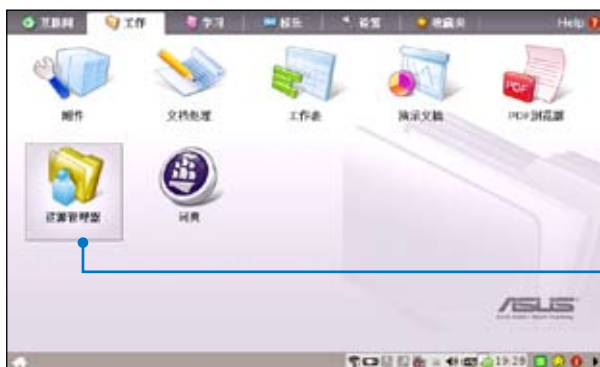 互联网 工作 学习 娱乐 设置 收藏夹 Help
附件 文档处理 工作表 演示文稿 PDF浏览器
PDF
资源管理器 词典
ASUS
19:28